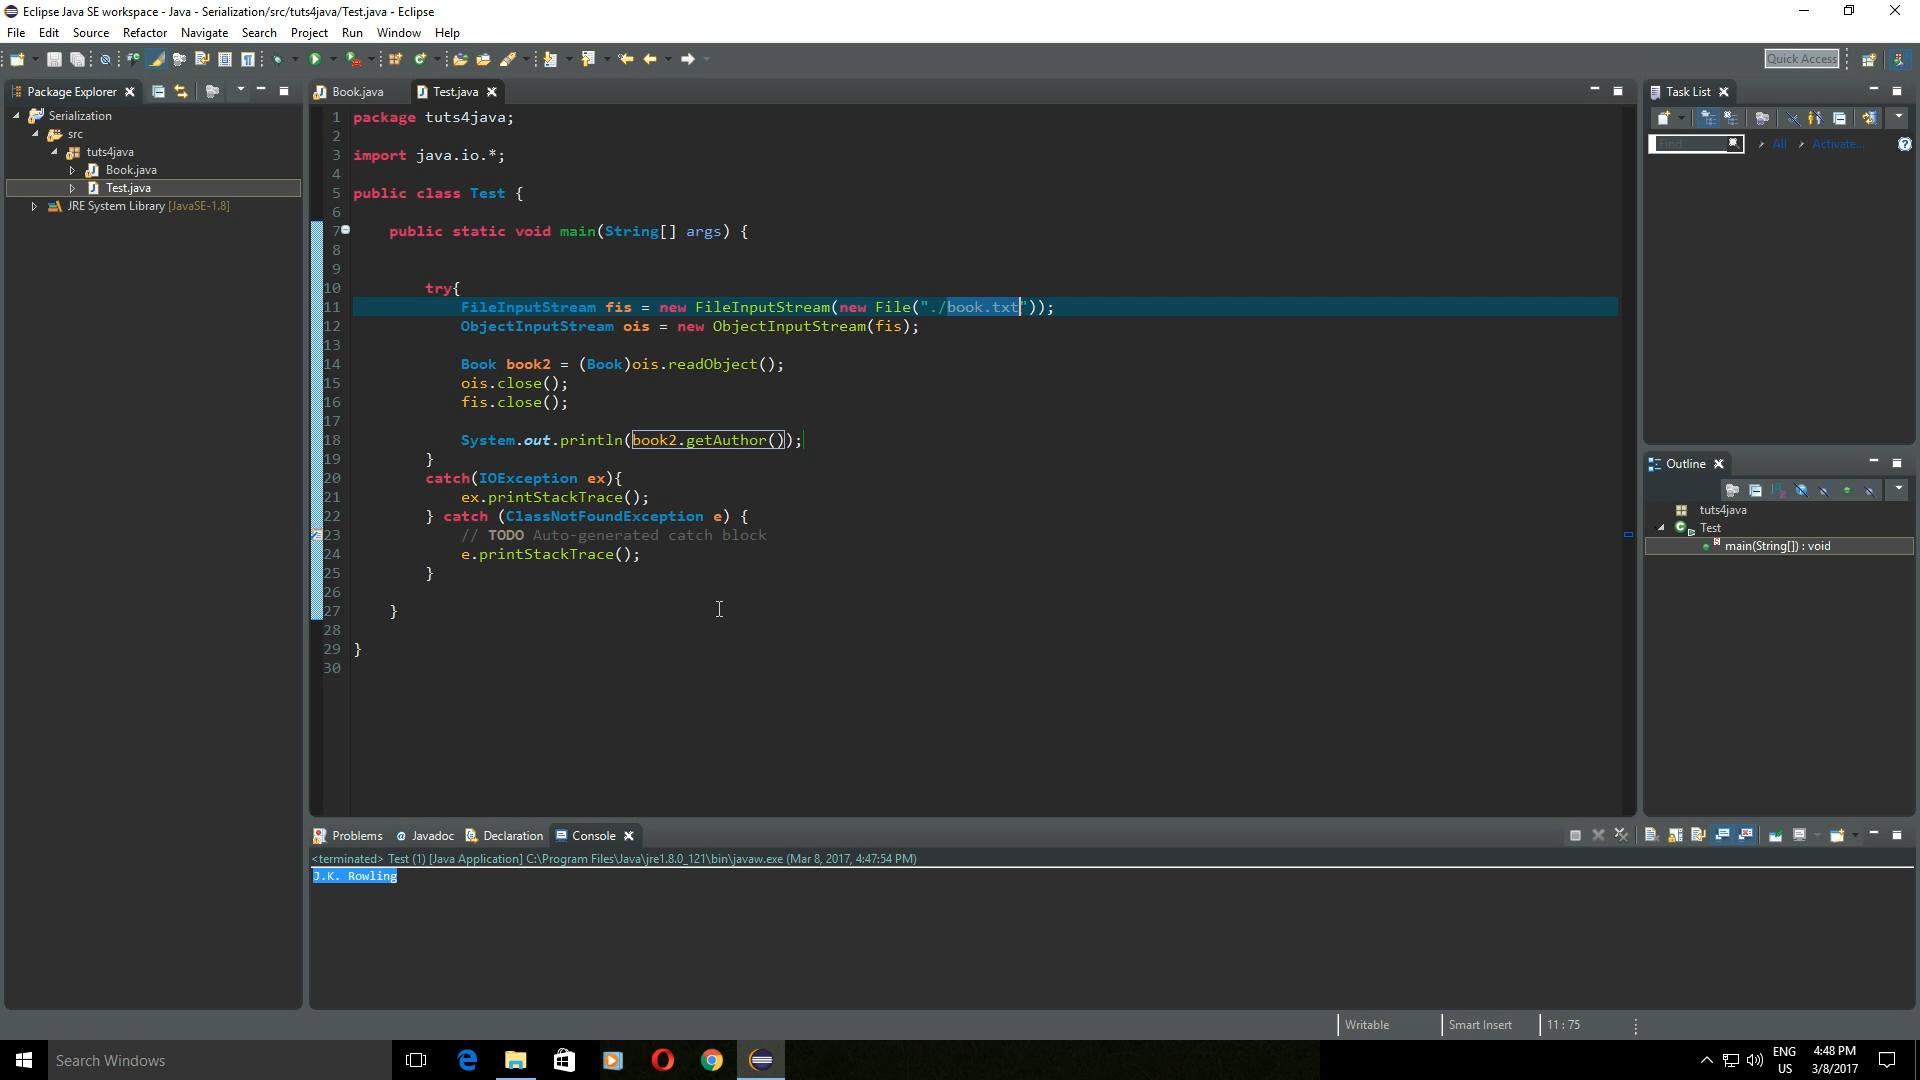 Eclipse Java SE workspace - Java - Serialization/src/tuts4java/Test.java - Eclipse
File Edit Source Refactor Navigate Search Project Run Window Help
Quick Access
Package Explorer
Serialization
src
tuts4java
Book.java
Test.java
JRE System Library [JavaSE-1.8]
Book.java Test.java
1 package tuts4java;
2
3 import java.io.*;
4
5 public class Test {
6
7 public static void main(String[] args) {
8
9
10 try{
11 FileInputStream fis = new FileInputStream(new File("./book.txt"));
12 ObjectInputStream ois = new ObjectInputStream(fis);
13
14 Book book2 = (Book)ois.readObject();
15 ois.close();
16 fis.close();
17
18 System.out.println(book2.getAuthor());
19 }
20 catch(IOException ex){
21 ex.printStackTrace();
22 } catch (ClassNotFoundException e) {
23 // TODO Auto-generated catch block
24 e.printStackTrace();
25 }
26
27 }
28
29 }
30
Task List
Find All Activate...
Outline
tuts4java
Test
main(String[]) : void
Problems Javadoc Declaration Console
<terminated> Test (1) [Java Application] C:\Program Files\Java\jre1.8.0_121\bin\javaw.exe (Mar 8, 2017, 4:47:54 PM)
J.K. Rowling
Writable Smart Insert 11 : 75
Search Windows
ENG
US
4:48 PM
3/8/2017